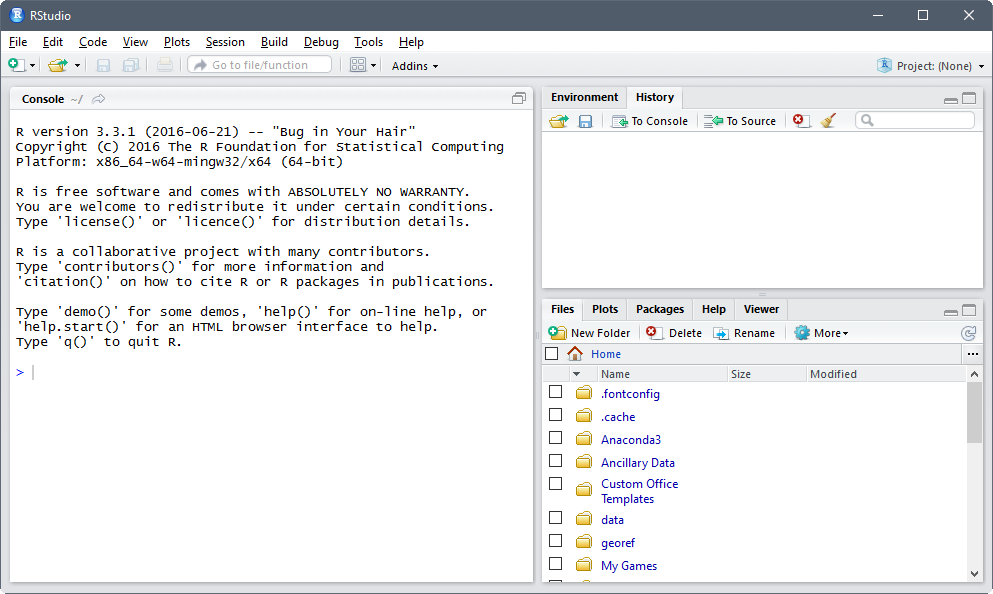 RStudio
File Edit Code View Plots Session Build Debug Tools Help
Go to file/function Addins Project: (None)
Console ~/
R version 3.3.1 (2016-06-21) -- "Bug in Your Hair"
Copyright (C) 2016 The R Foundation for Statistical Computing
Platform: x86_64-w64-mingw32/x64 (64-bit)
R is free software and comes with ABSOLUTELY NO WARRANTY.
You are welcome to redistribute it under certain conditions.
Type 'license()' or 'licence()' for distribution details.
R is a collaborative project with many contributors.
Type 'contributors()' for more information and
'citation()' on how to cite R or R packages in publications.
Type 'demo()' for some demos, 'help()' for on-line help, or
'help.start()' for an HTML browser interface to help.
Type 'q()' to quit R.
>
Environment History
To Console To Source
Files Plots Packages Help Viewer
New Folder Delete Rename More
Home ...
Name Size Modified
.fontconfig
.cache
Anaconda3
Ancillary Data
Custom Office
Templates
data
georef
My Games